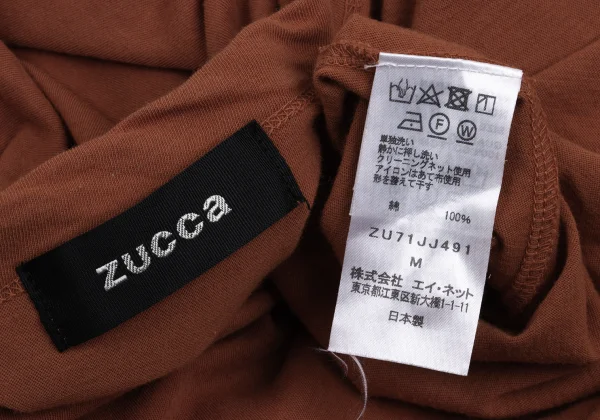 zucca
F
W
単独洗い
静かに押し洗い
クリーニングネット使用
アイロンはあて布使用
形を整えて干す
綿 100%
ZU71JJ491
M
株式会社 エイ・ネット
東京都江東区新大橋1-1-11
日本製